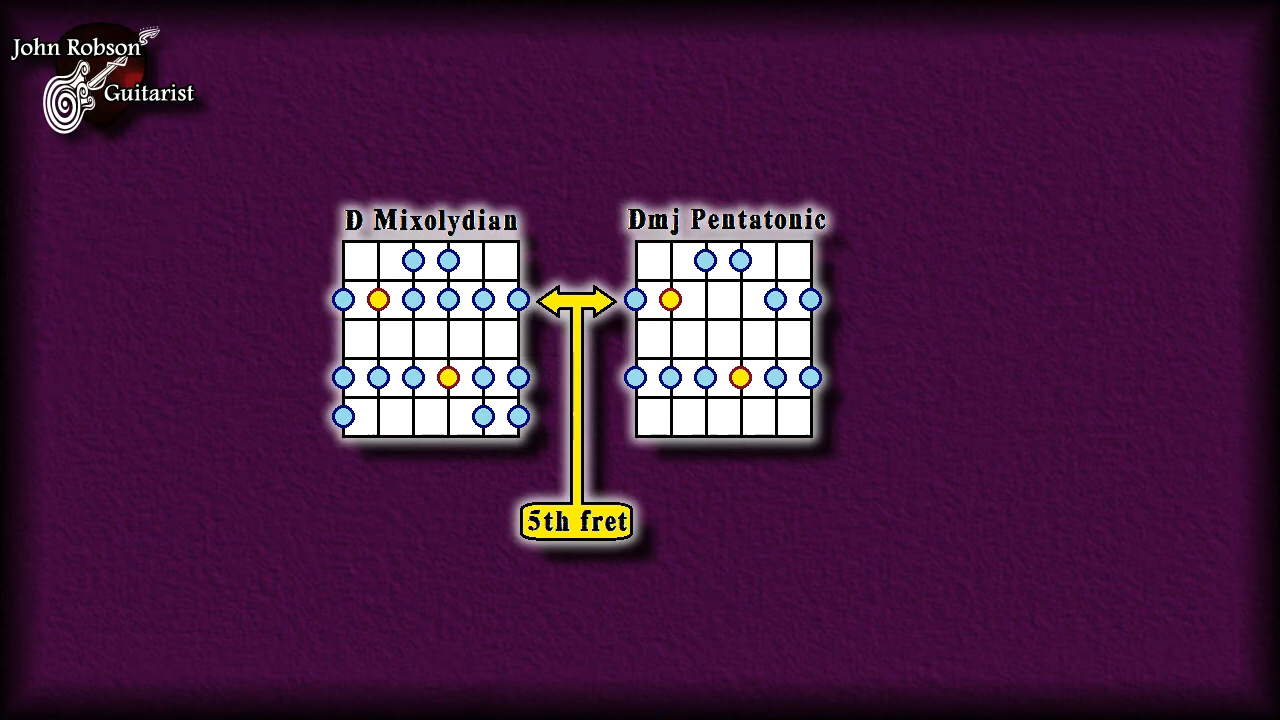 John Robson
Guitarist
D Mixolydian
Dmj Pentatonic
5th fret